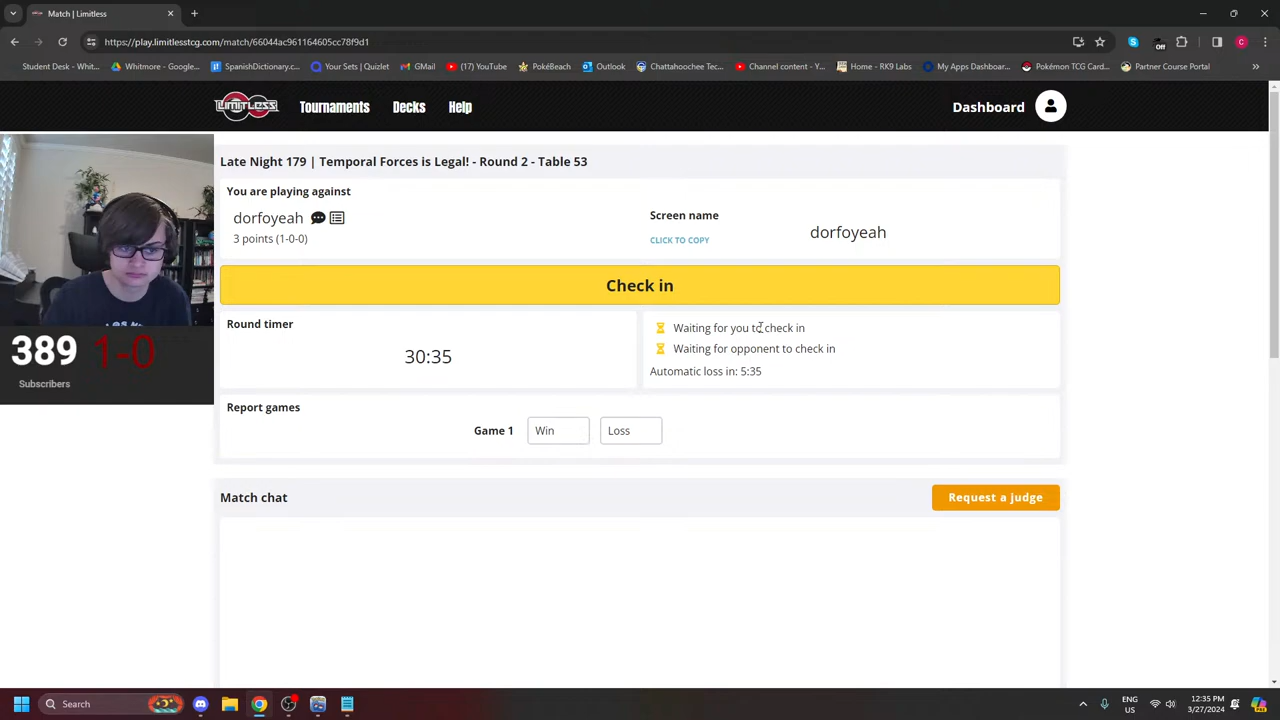 Match | Limitless
https://play.limitlesstcg.com/match/66044ac961164605cc78f9d1
Student Desk - Whit...
Whitmore - Google...
SpanishDictionary.c...
Your Sets | Quizlet
GMail
(17) YouTube
PokéBeach
Outlook
Chattahoochee Tec...
Channel content - Y...
Home - RK9 Labs
My Apps Dashboar...
Pokémon TCG Card...
Partner Course Portal
LIMITLESS
Tournaments
Decks
Help
Dashboard
Late Night 179 | Temporal Forces is Legal! - Round 2 - Table 53
You are playing against
dorfoyeah
3 points (1-0-0)
Screen name
CLICK TO COPY
dorfoyeah
Check in
Round timer
30:35
Waiting for you to check in
Waiting for opponent to check in
Automatic loss in: 5:35
389 1-0
Subscribers
Report games
Game 1
Win
Loss
Match chat
Request a judge
Search
ENG
US
12:35 PM
3/27/2024